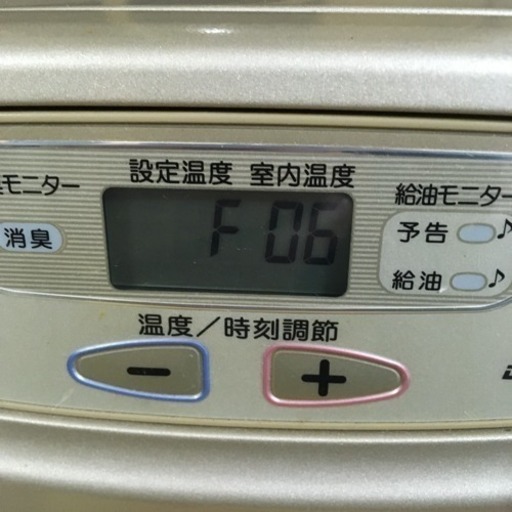 設定温度 室内温度
モニター
給油モニター
消臭
F 06
予告 ♪
給油 ♪
温度／時刻調節
− +